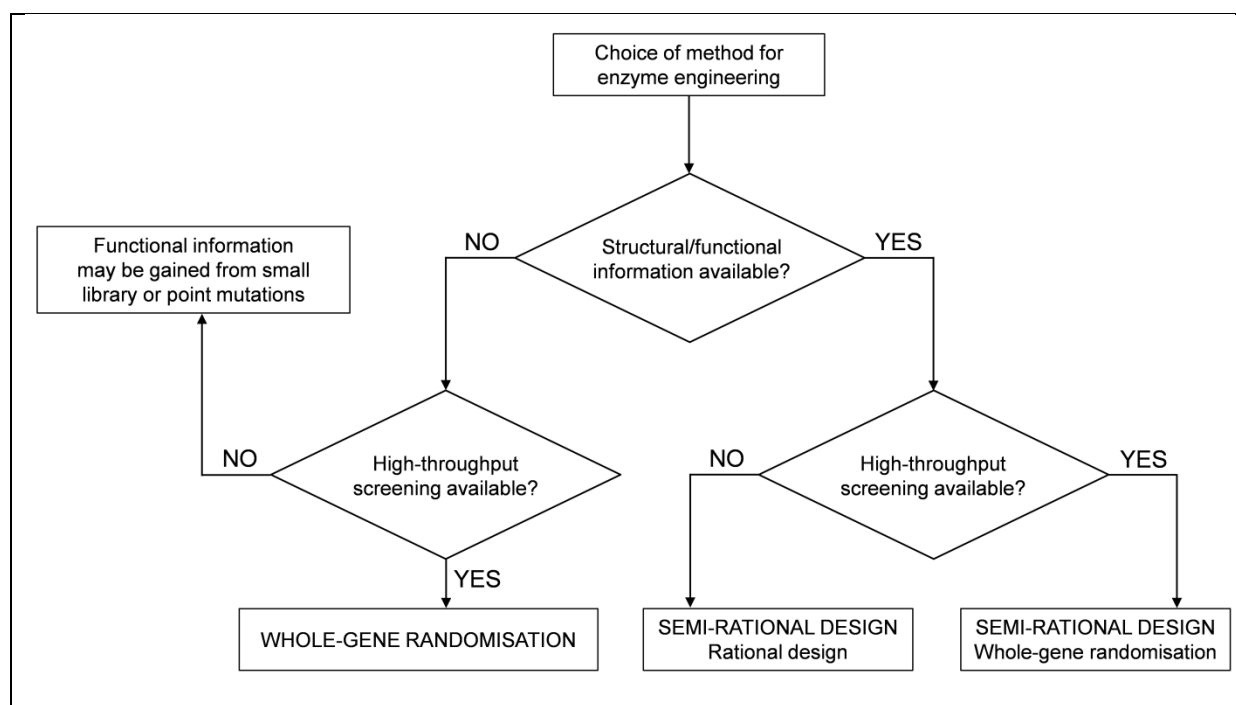 Choice of method for
enzyme engineering
NO
Structural/functional
information available?
YES
Functional information
may be gained from small
library or point mutations
NO
High-throughput
screening available?
YES
NO
High-throughput
screening available?
YES
WHOLE-GENE RANDOMISATION
SEMI-RATIONAL DESIGN
Rational design
SEMI-RATIONAL DESIGN
Whole-gene randomisation